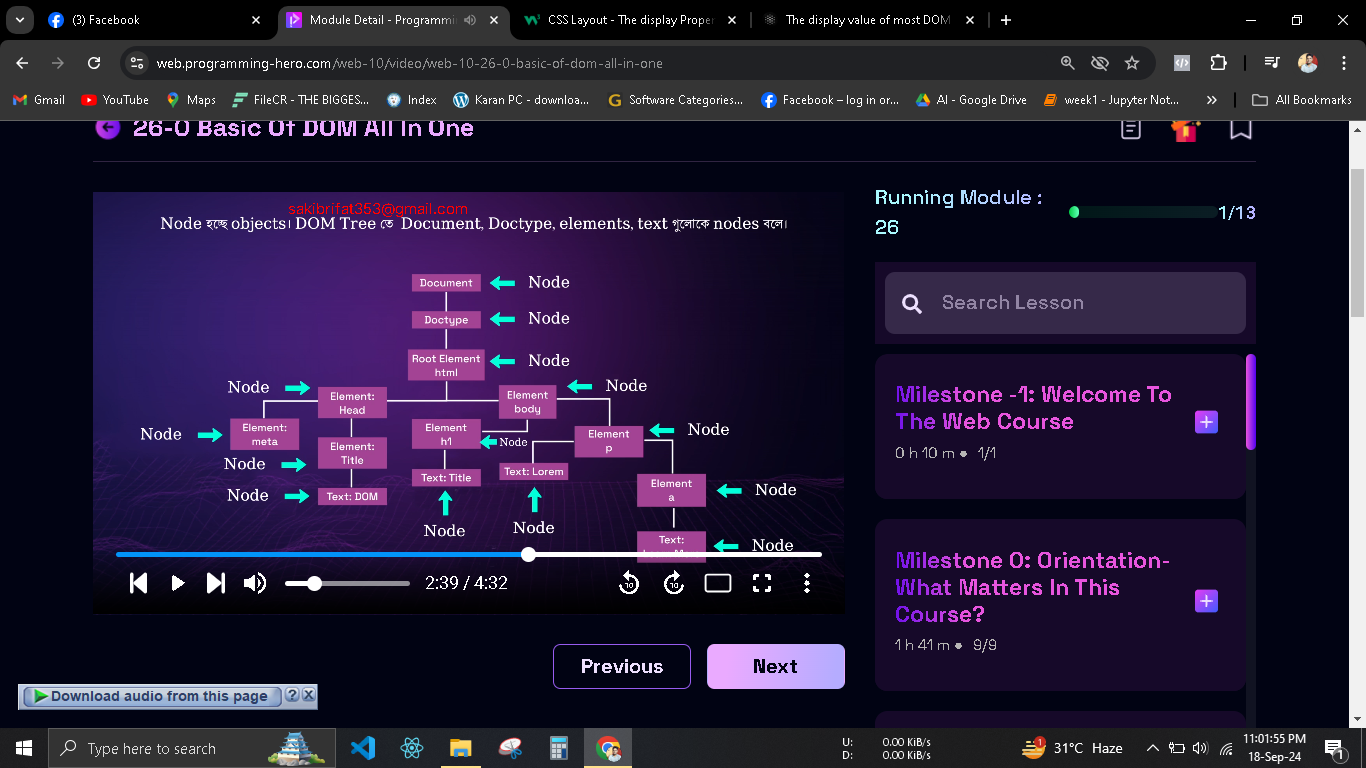 (3) Facebook
Module Detail - Programmi
CSS Layout - The display Proper
The display value of most DOM
web.programming-hero.com/web-10/video/web-10-26-0-basic-of-dom-all-in-one
Gmail
YouTube
Maps
FileCR - THE BIGGES...
Index
Karan PC - downloa...
Software Categories...
Facebook – log in or...
AI - Google Drive
week1 - Jupyter Not...
All Bookmarks
26-0 Basic Of DOM All In One
sakibrifat353@gmail.com
Node হচ্ছে objects। DOM Tree তে Document, Doctype, elements, text গুলোকে nodes বলে।
Document
Node
Doctype
Node
Root Element
html
Node
Node
Element:
Head
Element
body
Node
Node
Element:
meta
Element
h1
Node
Element
p
Node
Node
Element:
Title
Text: Title
Text: Lorem
Node
Text: DOM
Element
a
Node
Node
Node
Text:
Node
2:39 / 4:32
10
10
Previous
Next
Running Module :
26
1/13
Search Lesson
Milestone -1: Welcome To
The Web Course
0 h 10 m ● 1/1
Milestone 0: Orientation-
What Matters In This
Course?
1 h 41 m ● 9/9
Download audio from this page
?
X
Type here to search
U: 0.00 KiB/s
D: 0.00 KiB/s
1
31°C Haze
11:01:55 PM
18-Sep-24
1